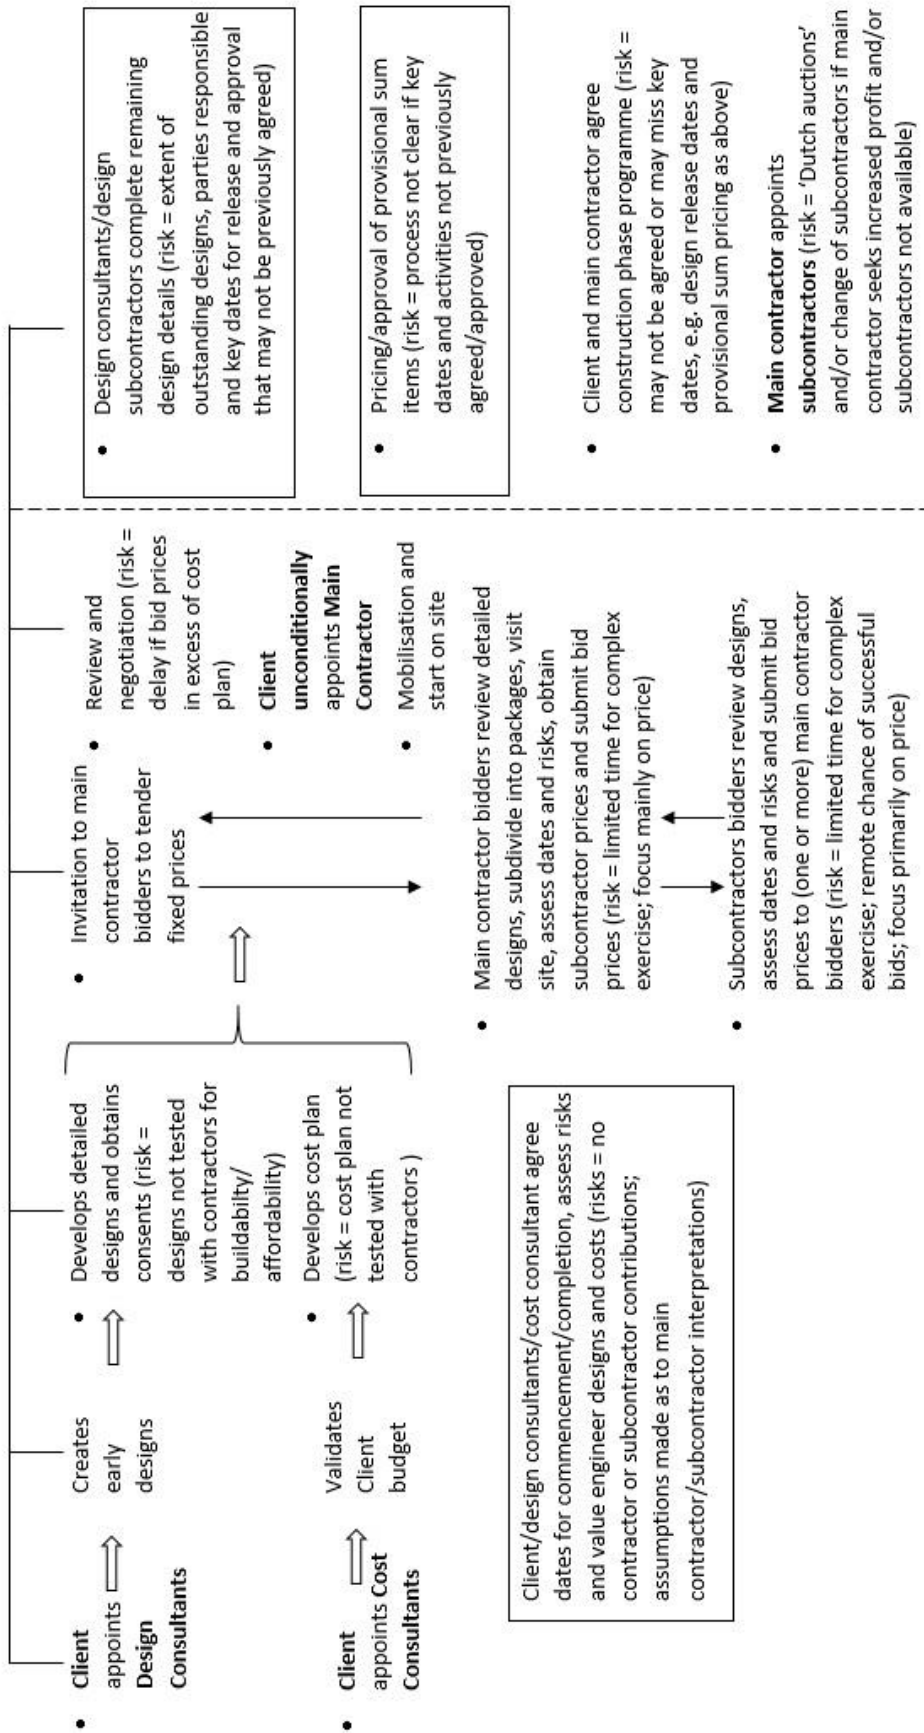 Client
appoints
Design
Consultants
Client
appoints Cost
Consultants
Creates
early
designs
Validates
Client
budget
Develops detailed
designs and obtains
consents (risk =
designs not tested
with contractors for
buildabilty/
affordability)
Develops cost plan
(risk = cost plan not
tested with
contractors )
Client/design consultants/cost consultant agree
dates for commencement/completion, assess risks
and value engineer designs and costs (risks = no
contractor or subcontractor contributions;
assumptions made as to main
contractor/subcontractor interpretations)
Invitation to main
contractor
bidders to tender
fixed prices
Main contractor bidders review detailed
designs, subdivide into packages, visit
site, assess dates and risks, obtain
subcontractor prices and submit bid
prices (risk = limited time for complex
exercise; focus mainly on price)
Subcontractors bidders review designs,
assess dates and risks and submit bid
prices to (one or more) main contractor
bidders (risk = limited time for complex
exercise; remote chance of successful
bids; focus primarily on price)
Review and
negotiation (risk =
delay if bid prices
in excess of cost
plan)
Client
unconditionally
appoints Main
Contractor
Mobilisation and
start on site
Design consultants/design
subcontractors complete remaining
design details (risk = extent of
outstanding designs, parties responsible
and key dates for release and approval
that may not be previously agreed)
Pricing/approval of provisional sum
items (risk = process not clear if key
dates and activities not previously
agreed/approved)
Client and main contractor agree
construction phase programme (risk =
may not be agreed or may miss key
dates, e.g. design release dates and
provisional sum pricing as above)
Main contractor appoints
subcontractors (risk = ‘Dutch auctions’
and/or change of subcontractors if main
contractor seeks increased profit and/or
subcontractors not available)